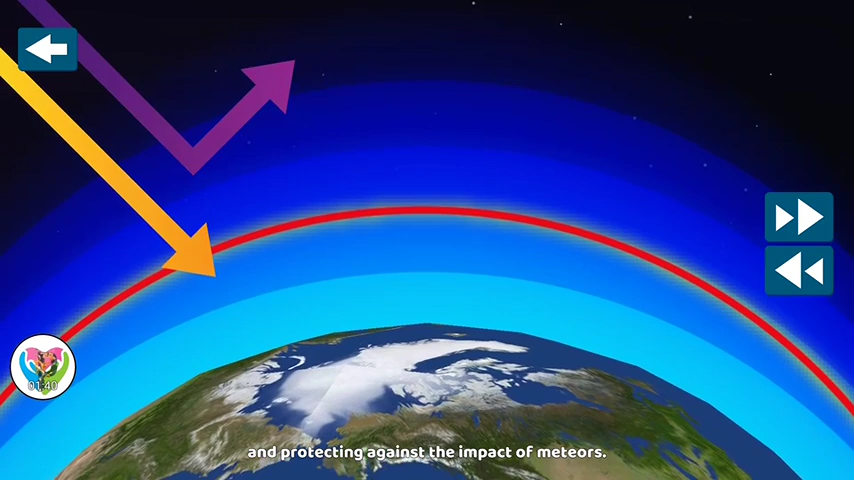 01:40
and protecting against the impact of meteors.